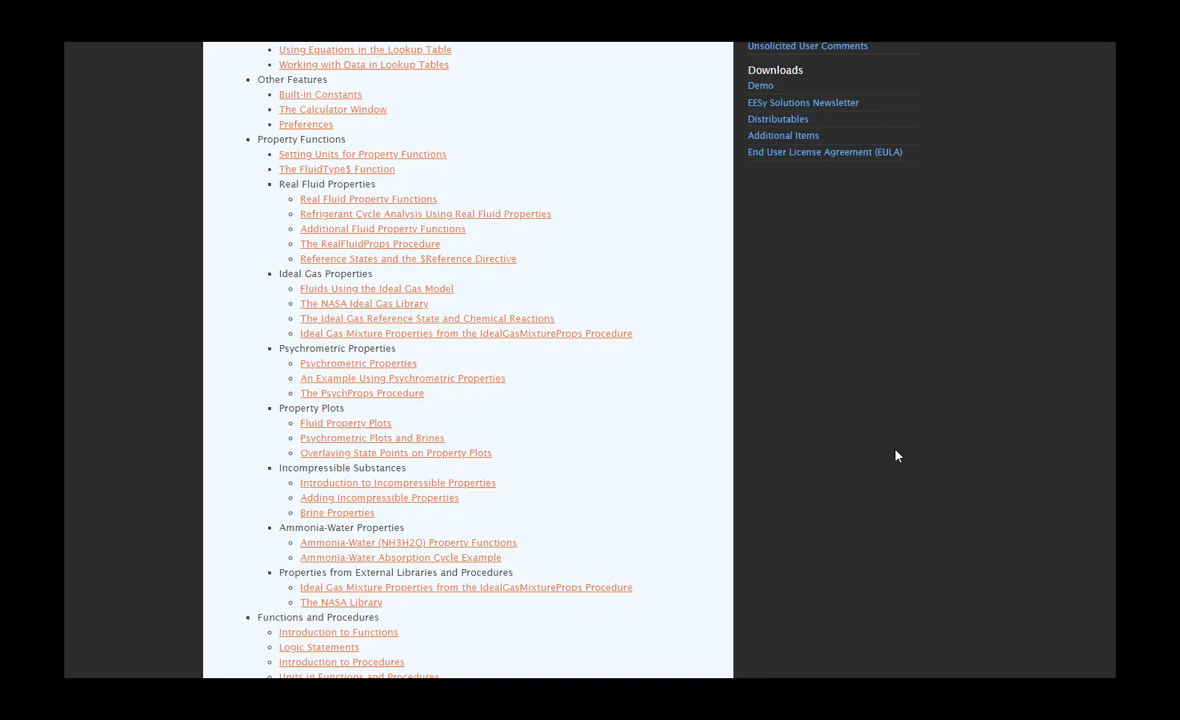 Using Equations in the Lookup Table
Working with Data in Lookup Tables
Other Features
Built-in Constants
The Calculator Window
Preferences
Property Functions
Setting Units for Property Functions
The FluidType$ Function
Real Fluid Properties
Real Fluid Property Functions
Refrigerant Cycle Analysis Using Real Fluid Properties
Additional Fluid Property Functions
The RealFluidProps Procedure
Reference States and the $Reference Directive
Ideal Gas Properties
Fluids Using the Ideal Gas Model
The NASA Ideal Gas Library
The Ideal Gas Reference State and Chemical Reactions
Ideal Gas Mixture Properties from the IdealGasMixtureProps Procedure
Psychrometric Properties
Psychrometric Properties
An Example Using Psychrometric Properties
The PsychProps Procedure
Property Plots
Fluid Property Plots
Psychrometric Plots and Brines
Overlaying State Points on Property Plots
Incompressible Substances
Introduction to Incompressible Properties
Adding Incompressible Properties
Brine Properties
Ammonia-Water Properties
Ammonia-Water (NH3H2O) Property Functions
Ammonia-Water Absorption Cycle Example
Properties from External Libraries and Procedures
Ideal Gas Mixture Properties from the IdealGasMixtureProps Procedure
The NASA Library
Functions and Procedures
Introduction to Functions
Logic Statements
Introduction to Procedures
Units in Functions and Procedures
Unsolicited User Comments
Downloads
Demo
EESy Solutions Newsletter
Distributables
Additional Items
End User License Agreement (EULA)